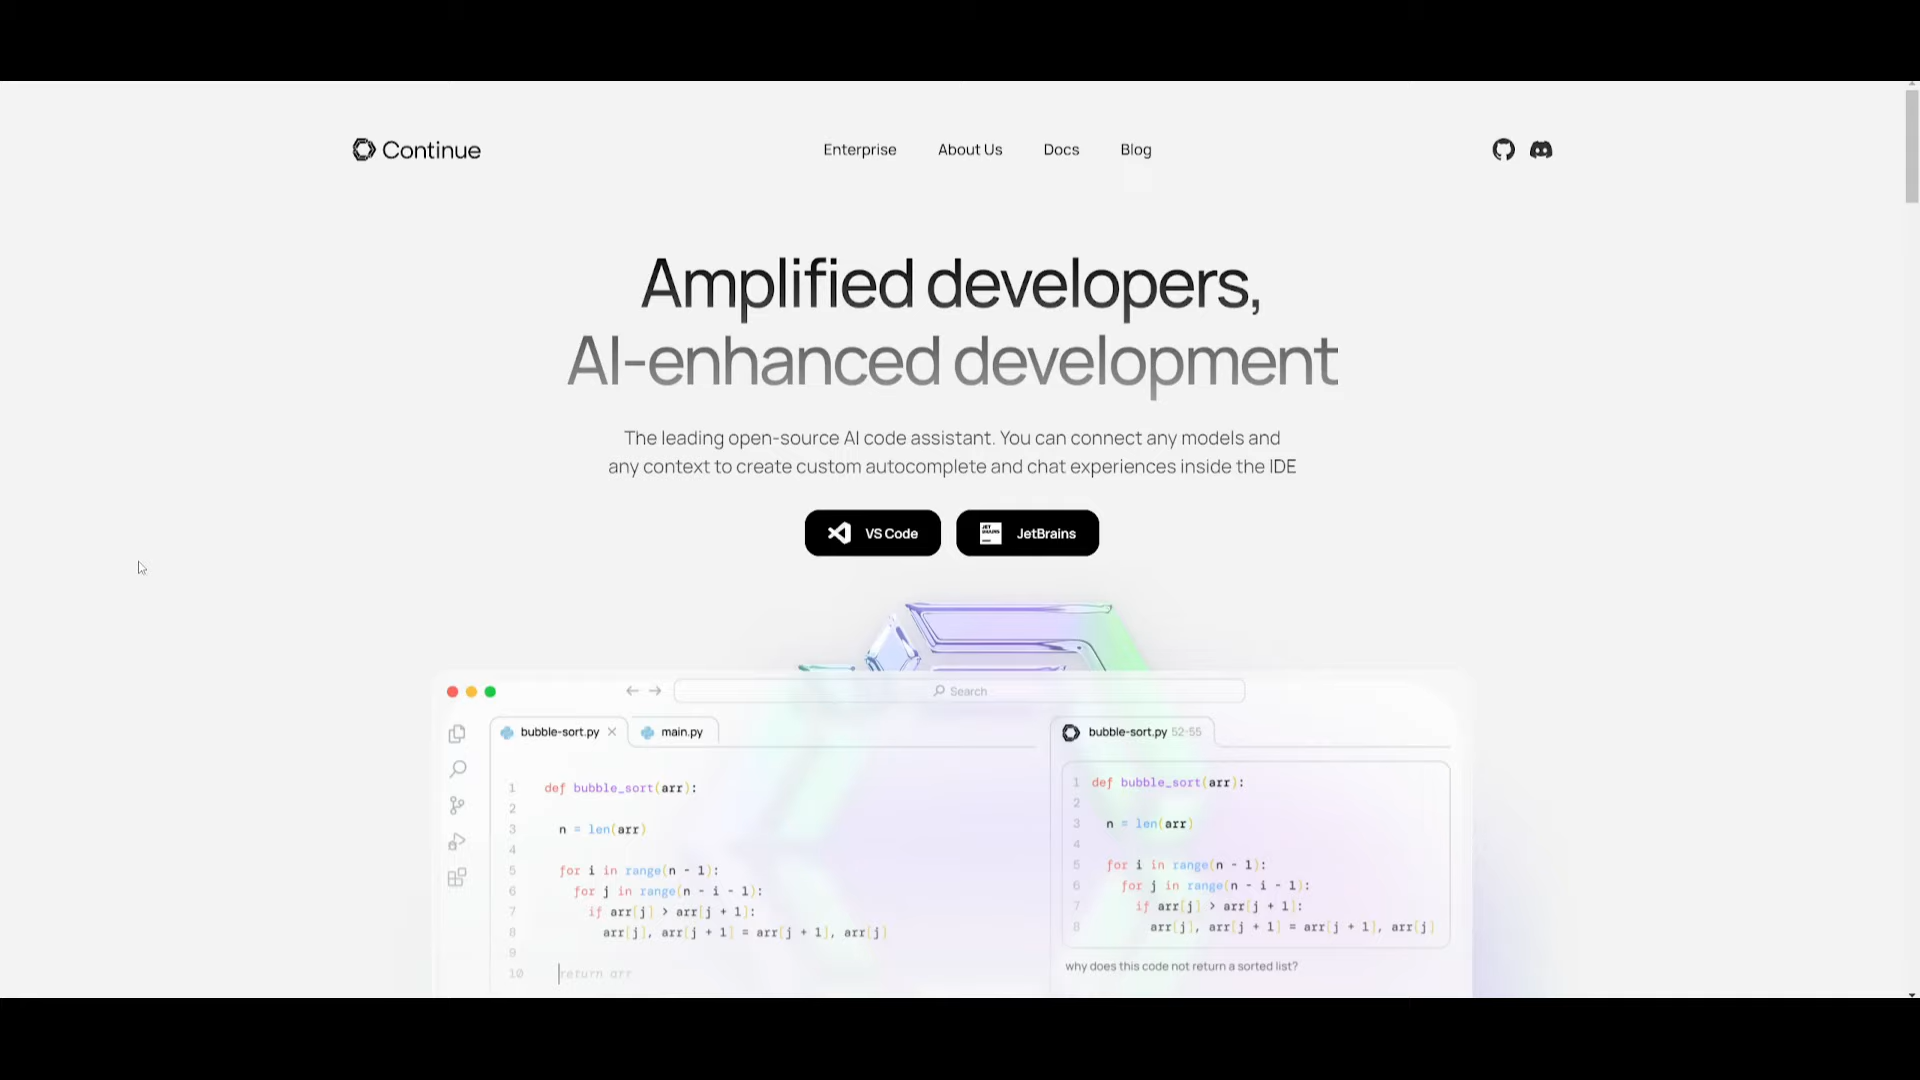 Continue
Enterprise About Us Docs Blog
Amplified developers,
AI-enhanced development
The leading open-source AI code assistant. You can connect any models and
any context to create custom autocomplete and chat experiences inside the IDE
VS Code
JET BRAINS JetBrains
Search
bubble-sort.py main.py
1 def bubble_sort(arr):
2
3 n = len(arr)
4
5 for i in range(n - 1):
6 for j in range(n - i - 1):
7 if arr[j] > arr[j + 1]:
8 arr[j], arr[j + 1] = arr[j + 1], arr[j]
9
10 return arr
bubble-sort.py 52-55
1 def bubble_sort(arr):
2
3 n = len(arr)
4
5 for i in range(n - 1):
6 for j in range(n - i - 1):
7 if arr[j] > arr[j + 1]:
8 arr[j], arr[j + 1] = arr[j + 1], arr[j]
why does this code not return a sorted list?